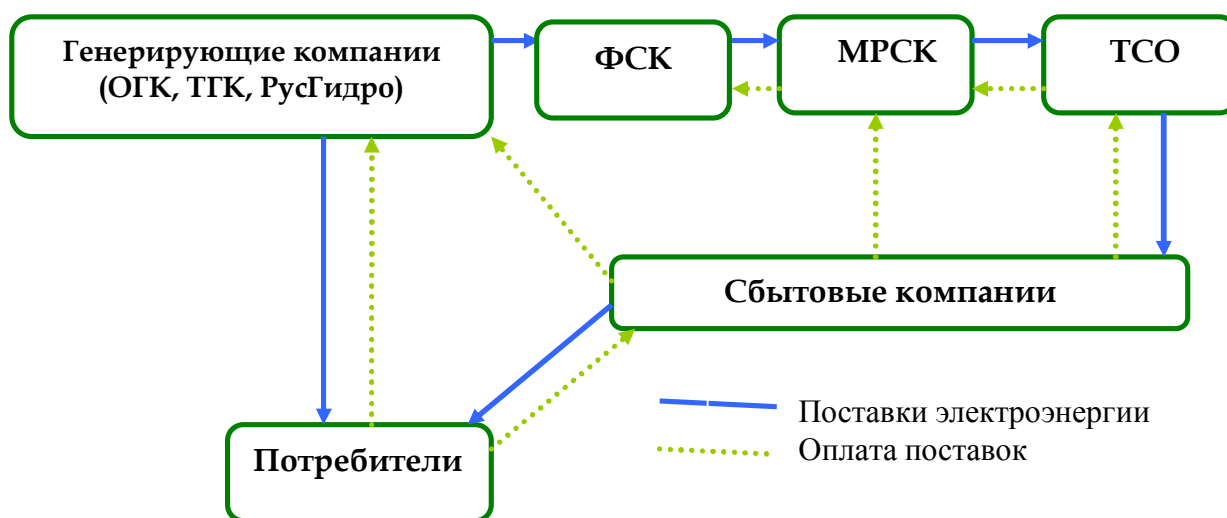 Генерирующие компании
(ОГК, ТГК, РусГидро)
ФСК
МРСК
ТСО
Сбытовые компании
Потребители
Поставки электроэнергии
Оплата поставок